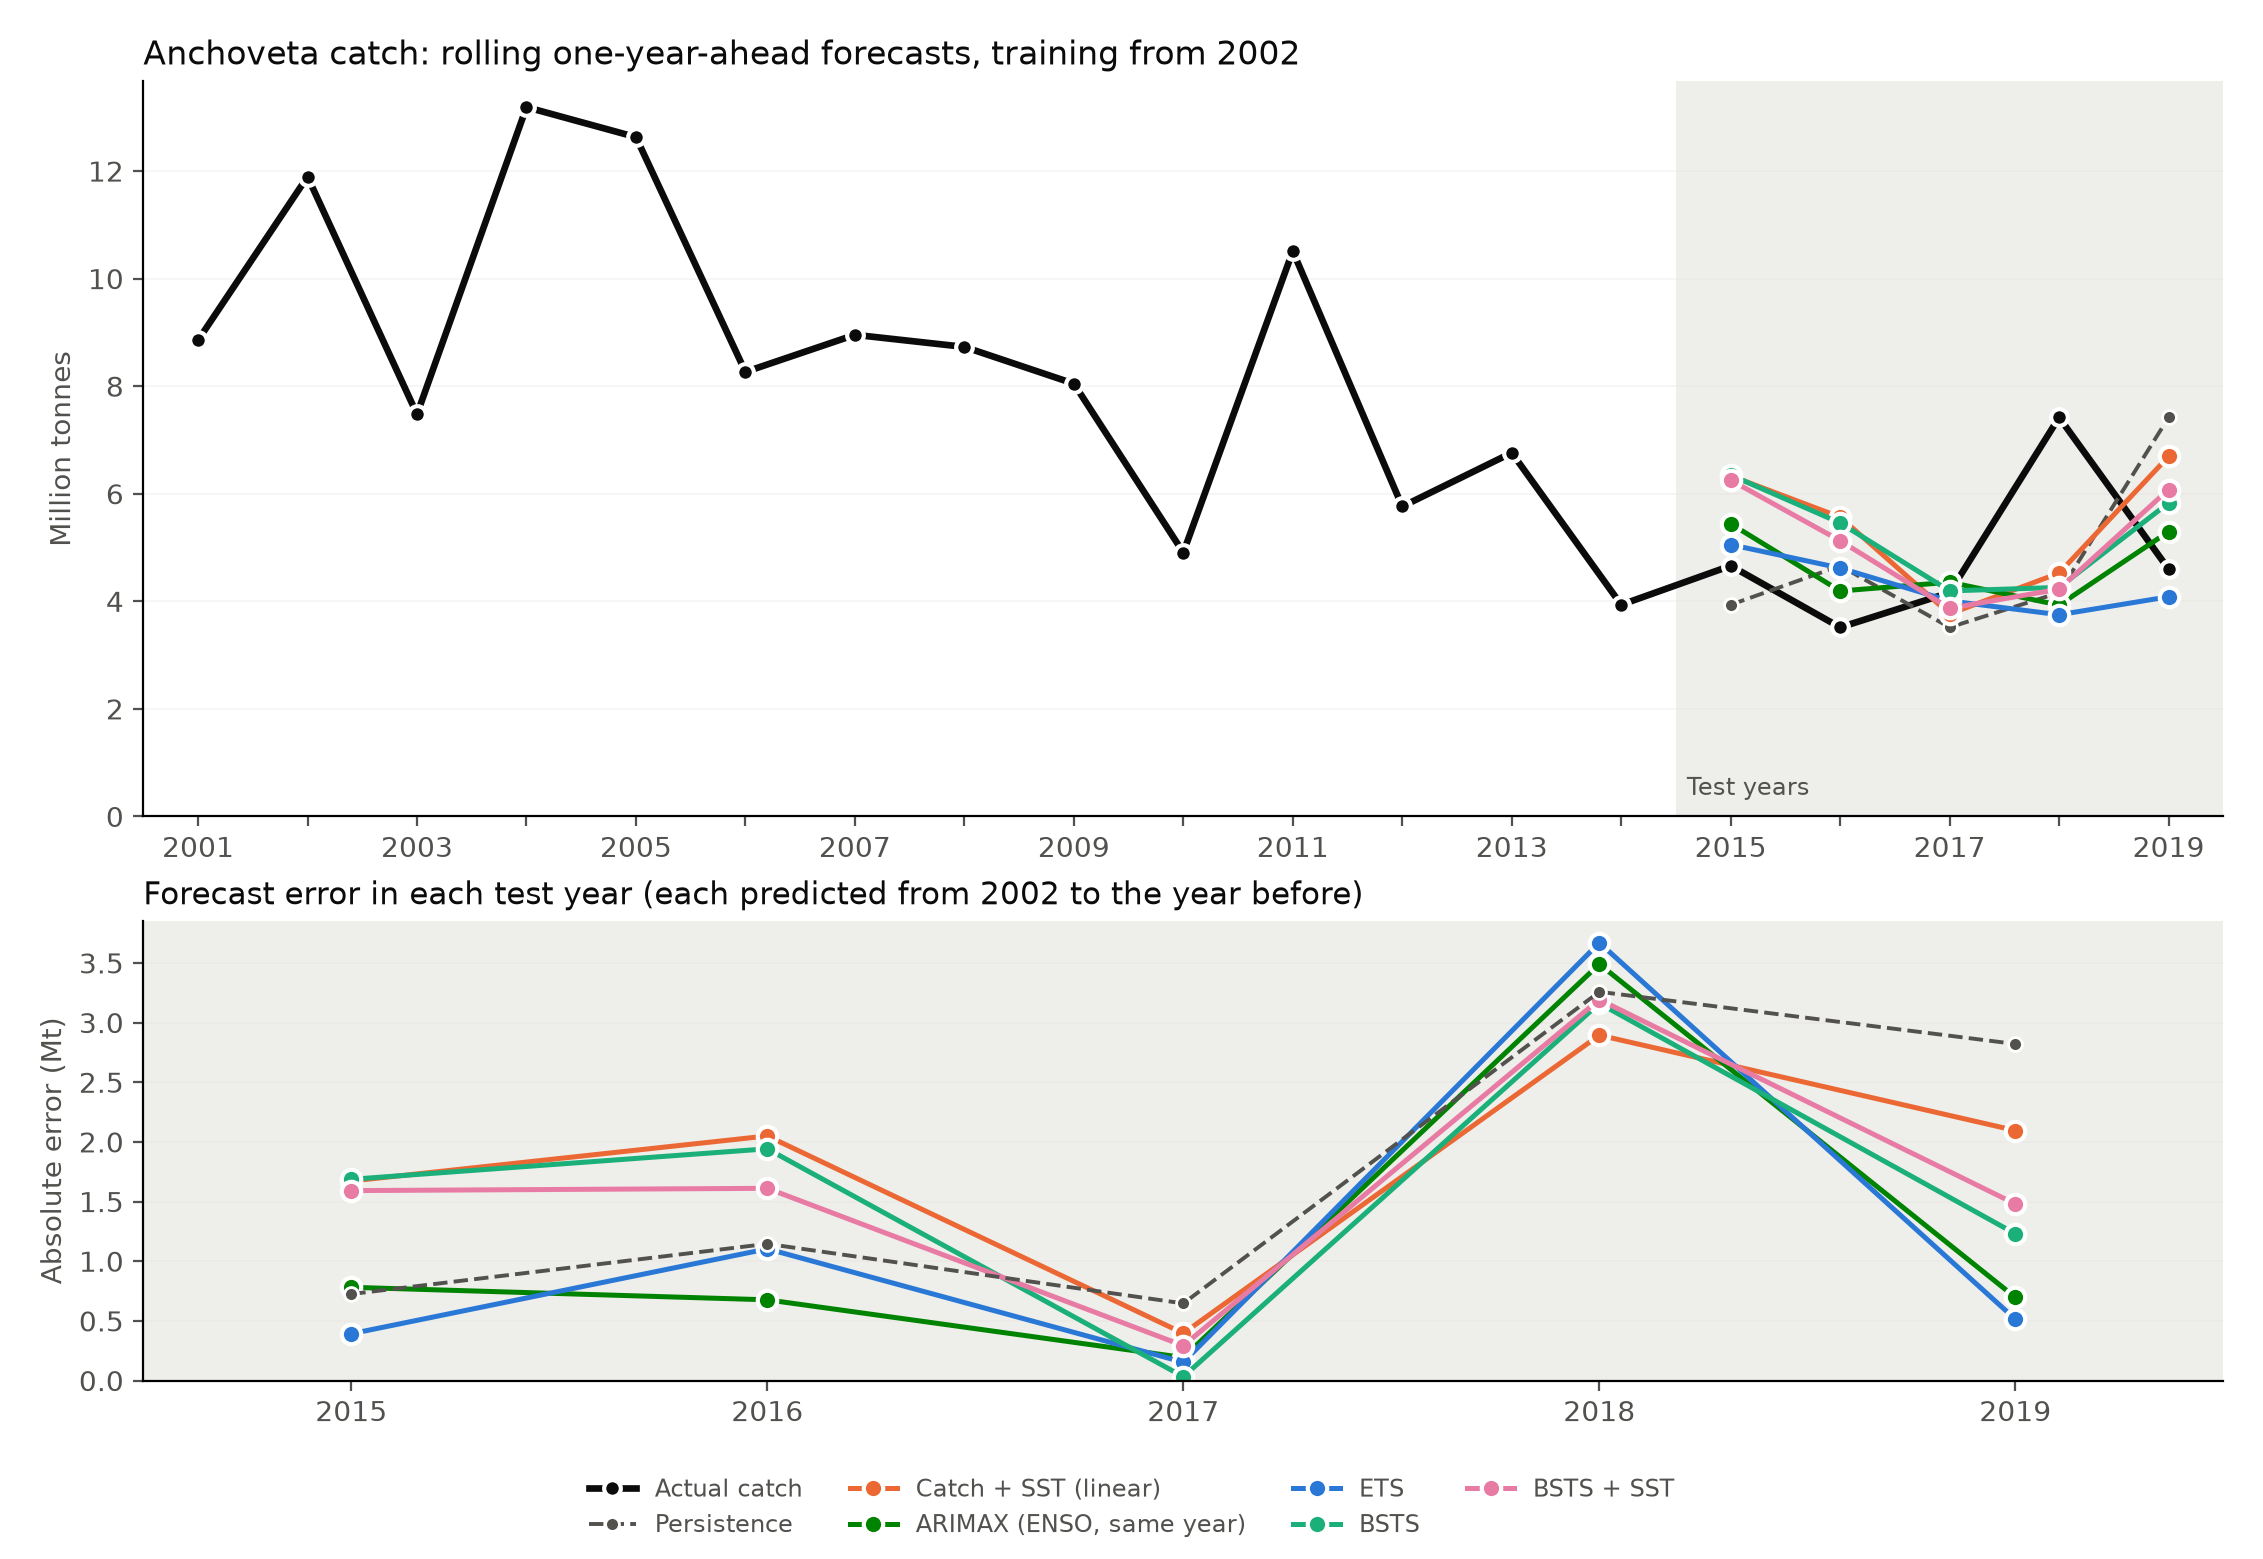 Anchoveta catch: rolling one-year-ahead forecasts, training from 2002
Million tonnes
12
10
8
6
4
2
0
Test years
2001 2003 2005 2007 2009 2011 2013 2015 2017 2019
Forecast error in each test year (each predicted from 2002 to the year before)
Absolute error (Mt)
3.5
3.0
2.5
2.0
1.5
1.0
0.5
0.0
2015 2016 2017 2018 2019
Actual catch Catch + SST (linear) ETS BSTS + SST
Persistence ARIMAX (ENSO, same year) BSTS